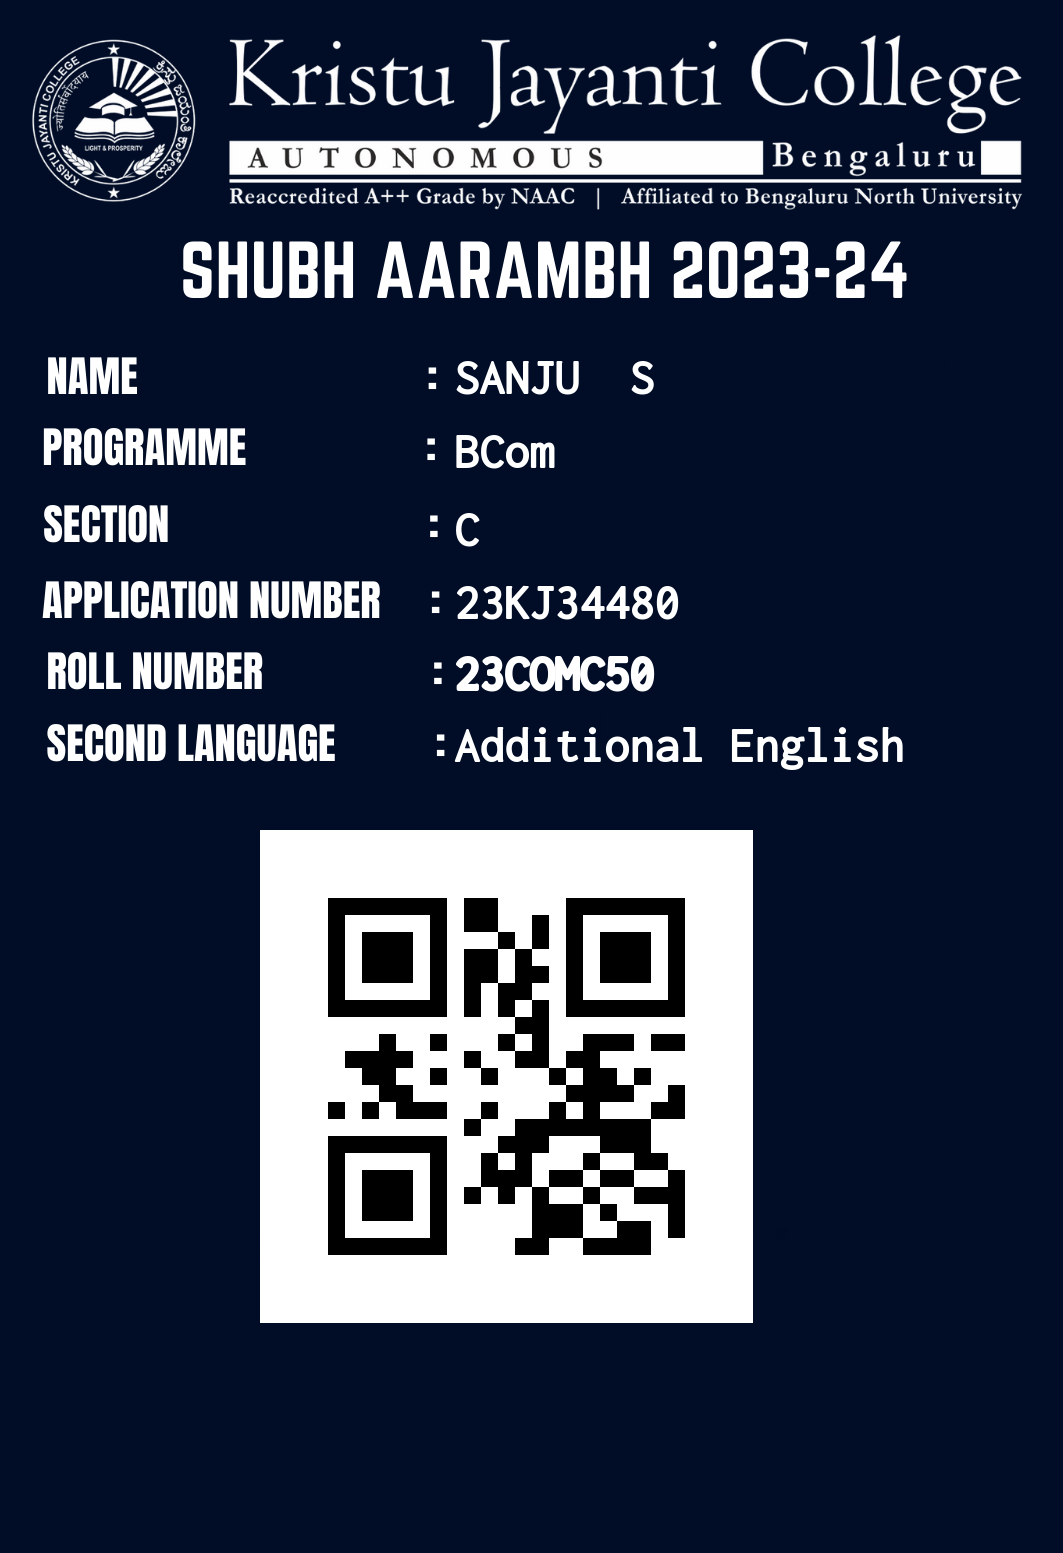 KRISTU JAYANTI COLLEGE
ಕ್ರಿಸ್ತು ಜಯಂತಿ ಕಾಲೇಜು
LIGHT & PROSPERITY
Kristu Jayanti College
AUTONOMOUS Bengaluru
Reaccredited A++ Grade by NAAC | Affiliated to Bengaluru North University
SHUBH AARAMBH 2023-24
NAME : SANJU S
PROGRAMME : BCom
SECTION : C
APPLICATION NUMBER : 23KJ34480
ROLL NUMBER : 23COMC50
SECOND LANGUAGE : Additional English